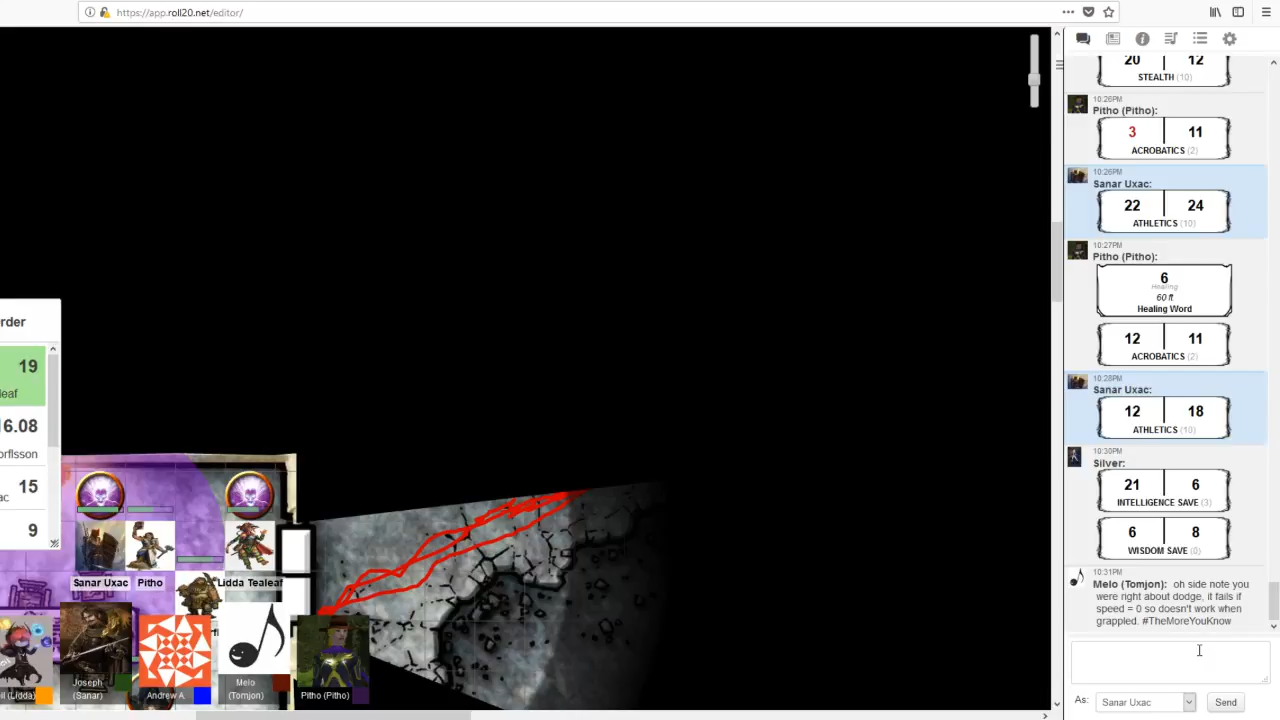 https://app.roll20.net/editor/
20 12
STEALTH (10)
10:26PM
Pitho (Pitho):
3 11
ACROBATICS (2)
10:26PM
Sanar Uxac:
22 24
ATHLETICS (10)
10:27PM
Pitho (Pitho):
6
Healing
60 ft
Healing Word
12 11
ACROBATICS (2)
10:28PM
Sanar Uxac:
12 18
ATHLETICS (10)
10:30PM
Silver:
21 6
INTELLIGENCE SAVE (3)
6 8
WISDOM SAVE (0)
10:31PM
Melo (Tomjon): oh side note you
were right about dodge, it fails if
speed = 0 so doesn't work when
grappled. #TheMoreYouKnow
As: Sanar Uxac Send
rder
19
leaf
16.08
orflsson
15
ac
9
Sanar Uxac Pitho Lidda Tealeaf
il (Lidda)
Joseph
(Sanar)
Andrew A.
Melo
(Tomjon)
Pitho (Pitho)